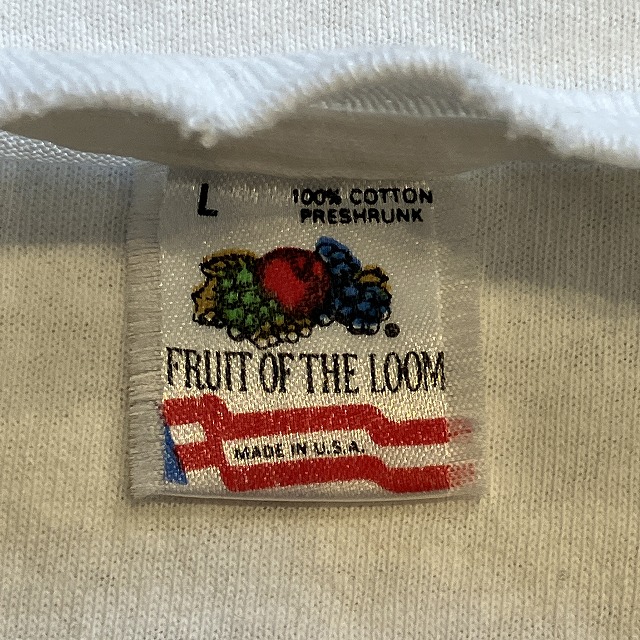 L
100% COTTON
PRESHRUNK
®
FRUIT OF THE LOOM
MADE IN U.S.A.